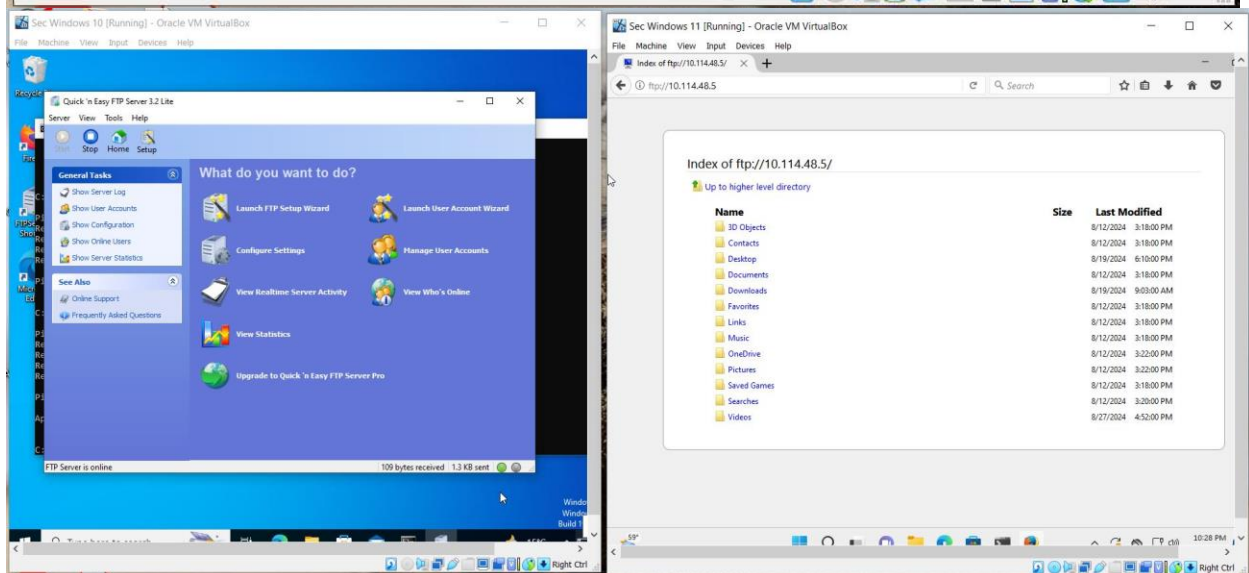 Sec Windows 10 [Running] - Oracle VM VirtualBox
File Machine View Input Devices Help
Quick 'n Easy FTP Server 3.2 Lite
Server View Tools Help
Stop Home Setup
General Tasks
Show Server Log
Show User Accounts
Show Configuration
Show Online Users
Show Server Statistics
See Also
Online Support
Frequently Asked Questions
What do you want to do?
Launch FTP Setup Wizard
Launch User Account Wizard
Configure Settings
Manage User Accounts
View Realtime Server Activity
View Who's Online
View Statistics
Upgrade to Quick 'n Easy FTP Server Pro
FTP Server is online
109 bytes received 1.3 KB sent
Right Ctrl
Sec Windows 11 [Running] - Oracle VM VirtualBox
File Machine View Input Devices Help
Index of ftp://10.114.48.5/
ftp://10.114.48.5
Search
Index of ftp://10.114.48.5/
Up to higher level directory
Name Size Last Modified
3D Objects 8/12/2024 3:18:00 PM
Contacts 8/12/2024 3:18:00 PM
Desktop 8/19/2024 6:10:00 PM
Documents 8/12/2024 3:18:00 PM
Downloads 8/19/2024 9:03:00 AM
Favorites 8/12/2024 3:18:00 PM
Links 8/12/2024 3:18:00 PM
Music 8/12/2024 3:18:00 PM
OneDrive 8/12/2024 3:22:00 PM
Pictures 8/12/2024 3:22:00 PM
Saved Games 8/12/2024 3:18:00 PM
Searches 8/12/2024 3:20:00 PM
Videos 8/27/2024 4:52:00 PM
59°
10:28 PM
Right Ctrl